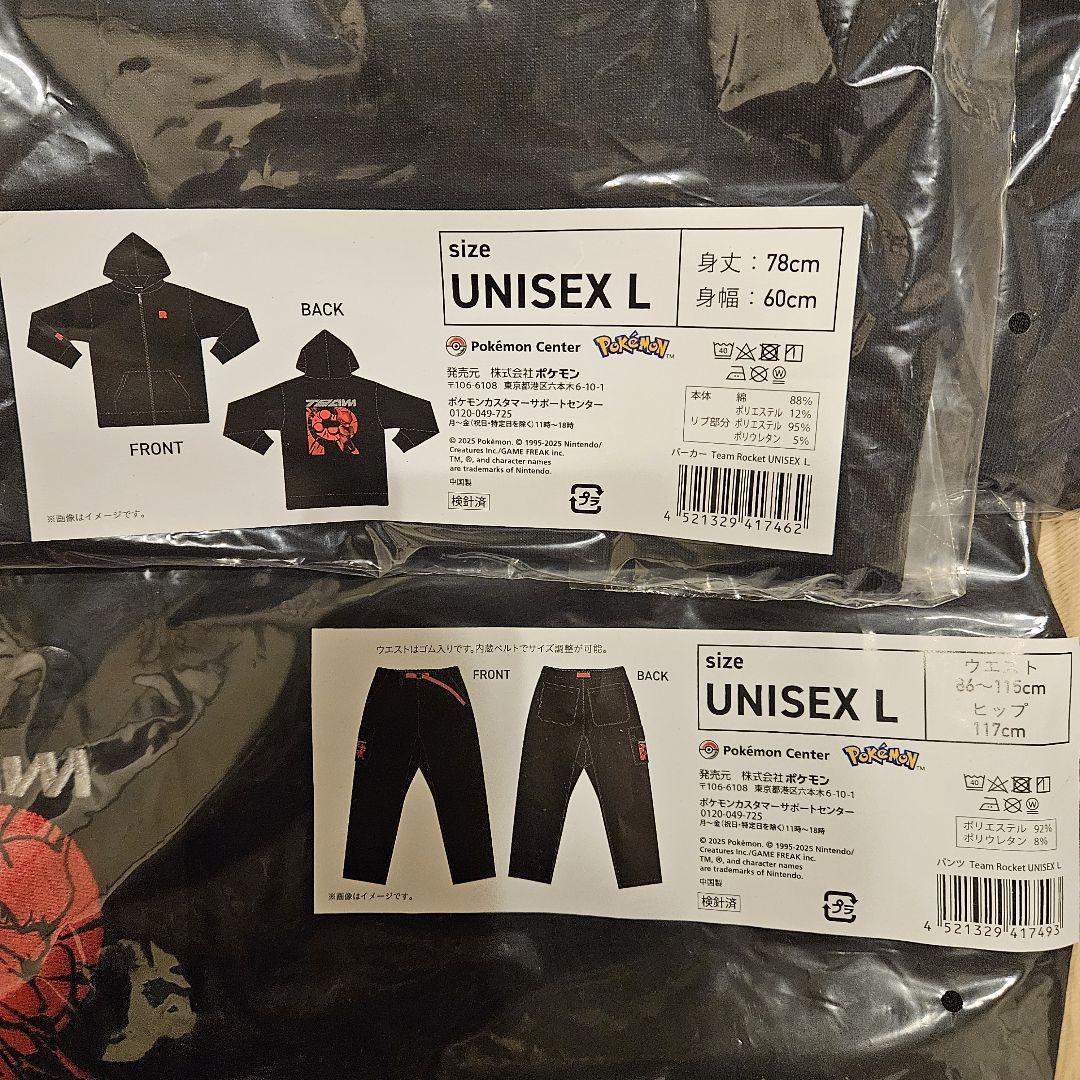 size
UNISEX L
身丈：78cm
身幅：60cm
BACK
FRONT
TEAM
R
Pokémon Center POKÉMON™
発売元 株式会社ポケモン
〒106-6108 東京都港区六本木6-10-1
ポケモンカスタマーサポートセンター
0120-049-725
月～金（祝日・特定日を除く）11時～18時
© 2025 Pokémon. © 1995-2025 Nintendo/
Creatures Inc./GAME FREAK inc.
TM, ®, and character names
are trademarks of Nintendo.
中国製
検針済
プラ
40
W
本体 綿 88%
ポリエステル 12%
リブ部分 ポリエステル 95%
ポリウレタン 5%
パーカー Team Rocket UNISEX L
4 521329 417462
※画像はイメージです。
ウエストはゴム入りです。内蔵ベルトでサイズ調整が可能。
FRONT
BACK
size
UNISEX L
ウエスト
86～115cm
ヒップ
117cm
Pokémon Center POKÉMON™
発売元 株式会社ポケモン
〒106-6108 東京都港区六本木6-10-1
ポケモンカスタマーサポートセンター
0120-049-725
月～金（祝日・特定日を除く）11時～18時
© 2025 Pokémon. © 1995-2025 Nintendo/
Creatures Inc./GAME FREAK inc.
TM, ®, and character names
are trademarks of Nintendo.
中国製
検針済
プラ
40
W
ポリエステル 92%
ポリウレタン 8%
パンツ Team Rocket UNISEX L
4 521329 417493
※画像はイメージです。